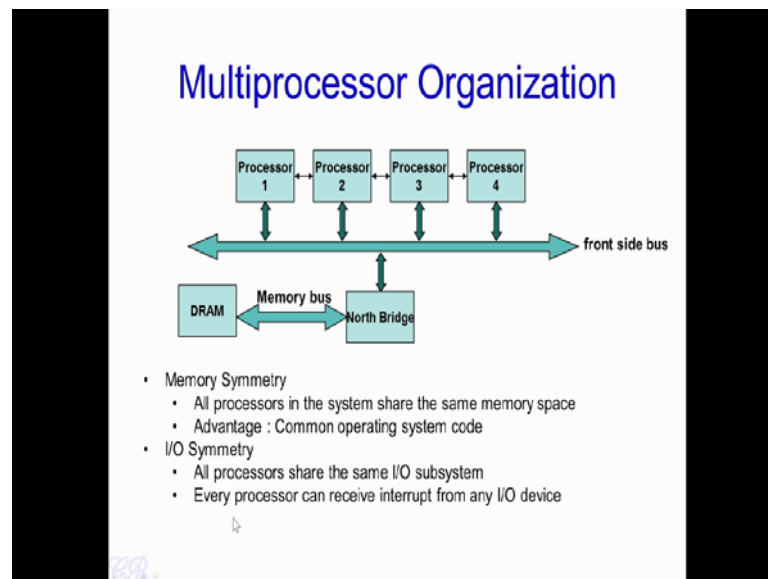 Multiprocessor Organization
Processor
1
Processor
2
Processor
3
Processor
4
front side bus
DRAM
Memory bus
North Bridge
• Memory Symmetry
• All processors in the system share the same memory space
• Advantage : Common operating system code
• I/O Symmetry
• All processors share the same I/O subsystem
• Every processor can receive interrupt from any I/O device